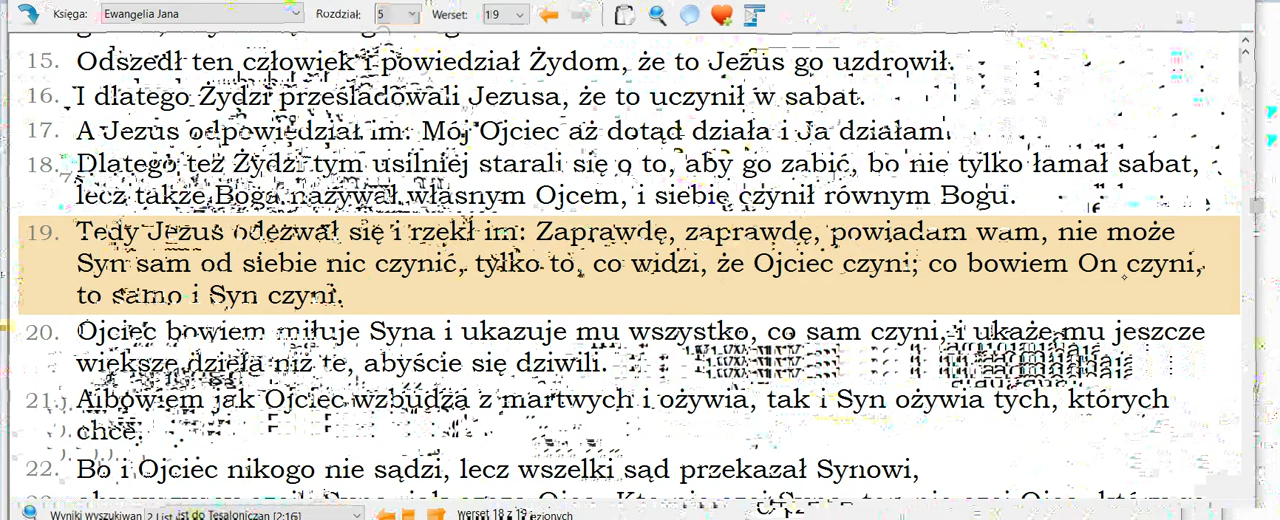 Księga: Ewangelia Jana Rozdział: 5 Werset: 19
15. Odszedł ten człowiek i powiedział Żydom, że to Jezus go uzdrowił.
16. I dlatego Żydzi prześladowali Jezusa, że to uczynił w sabat.
17. A Jezus odpowiedział im: Mój Ojciec aż dotąd działa i Ja działam.
18. Dlatego też Żydzi tym usilniej starali się o to, aby go zabić, bo nie tylko łamał sabat,
lecz także Boga nazywał własnym Ojcem, i siebie czynił równym Bogu.
19. Tedy Jezus odezwał się i rzekł im: Zaprawdę, zaprawdę, powiadam wam, nie może
Syn sam od siebie nic czynić, tylko to, co widzi, że Ojciec czyni; co bowiem On czyni,
to samo i Syn czyni.
20. Ojciec bowiem miłuje Syna i ukazuje mu wszystko, co sam czyni, i ukaże mu jeszcze
większe dzieła niż te, abyście się dziwili.
21. Albowiem jak Ojciec wzbudza z martwych i ożywia, tak i Syn ożywia tych, których
chce.
22. Bo i Ojciec nikogo nie sądzi, lecz wszelki sąd przekazał Synowi,
Wyniki wyszukiwań 2 List św. do Tesaloniczan [2:16] werset 18 z 19